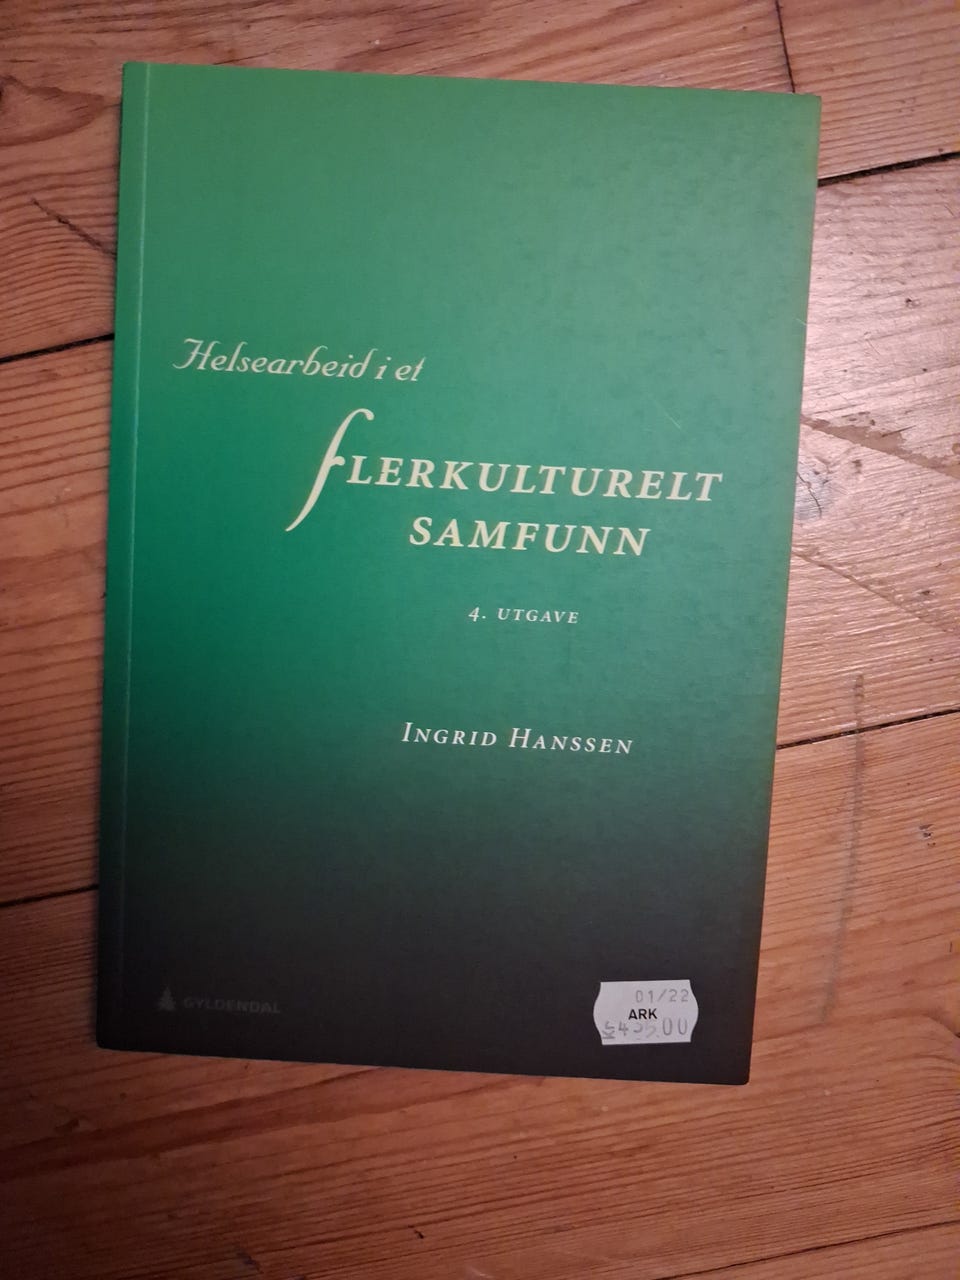 Helsearbeid i et
FLERKULTURELT
SAMFUNN
4. UTGAVE
INGRID HANSSEN
GYLDENDAL
01/22
ARK